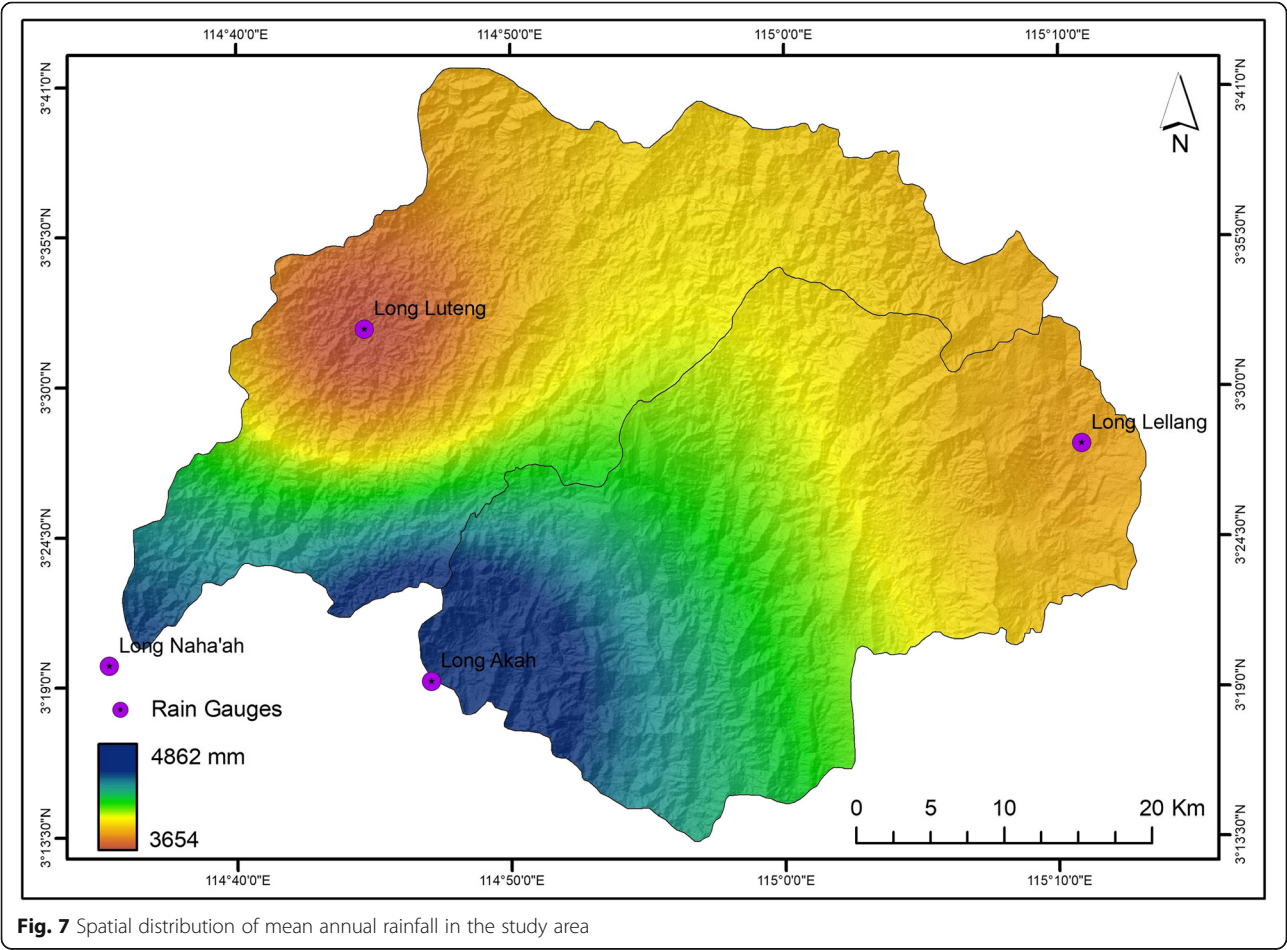 114°40'0"E
114°50'0"E
115°0'0"E
115°10'0"E
3°41'0"N
3°41'0"N
N
3°35'30"N
3°35'30"N
Long Luteng
3°30'0"N
3°30'0"N
Long Lellang
3°24'30"N
3°24'30"N
Long Naha'ah
Long Akah
3°19'0"N
3°19'0"N
Rain Gauges
4862 mm
3654
0 5 10 20 Km
3°13'30"N
3°13'30"N
114°40'0"E
114°50'0"E
115°0'0"E
115°10'0"E
Fig. 7 Spatial distribution of mean annual rainfall in the study area